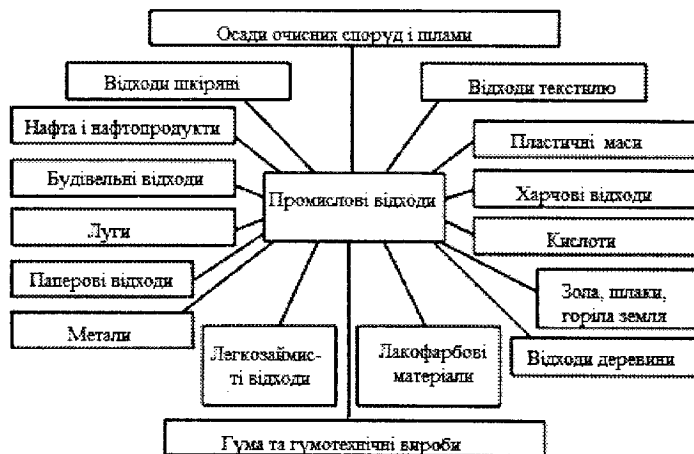 Осади очисних споруд і шлами
Відходи шкіряні
Відходи текстилю
Нафта і нафтопродукти
Пластичні маси
Будівельні відходи
Промислові відходи
Харчові відходи
Луги
Кислоти
Паперові відходи
Зола, шлаки,
горіла земля
Метали
Легкозаймис-
ті відходи
Лакофарбові
матеріали
Відходи деревини
Гума та гумотехнічні вироби